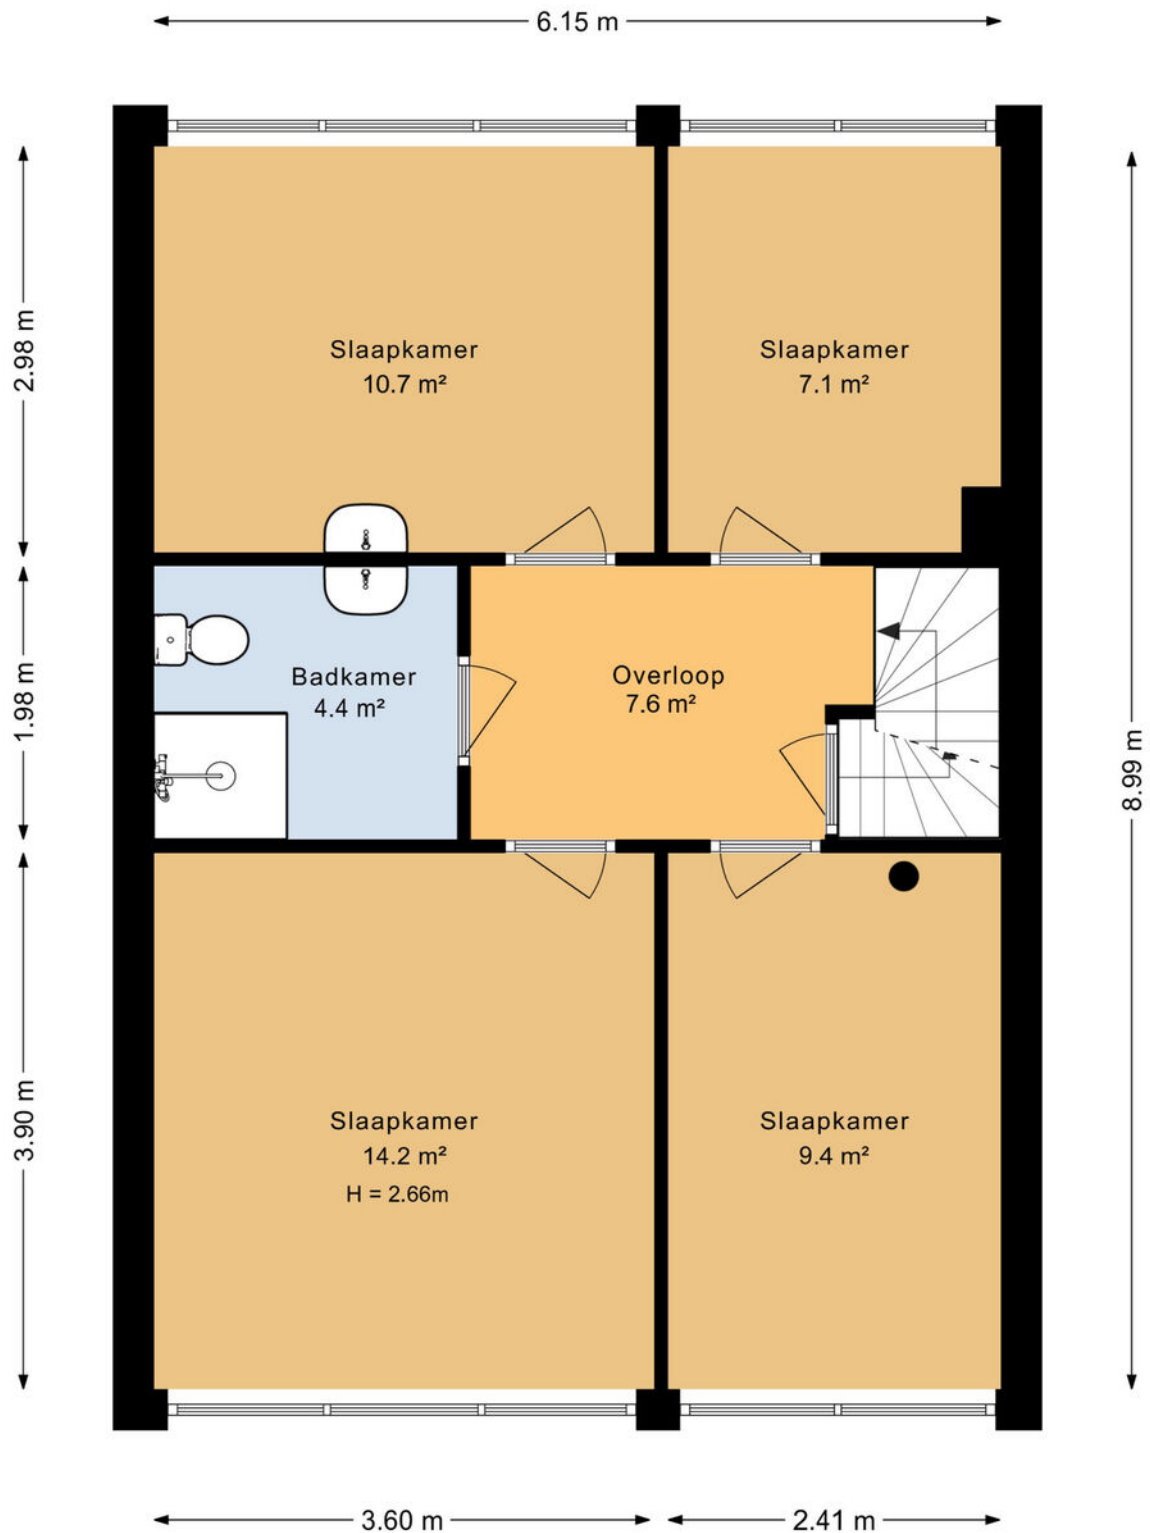 6.15 m
2.98 m
Slaapkamer
10.7 m²
Slaapkamer
7.1 m²
1.98 m
Badkamer
4.4 m²
Overloop
7.6 m²
8.99 m
3.90 m
Slaapkamer
14.2 m²
H = 2.66m
Slaapkamer
9.4 m²
3.60 m
2.41 m